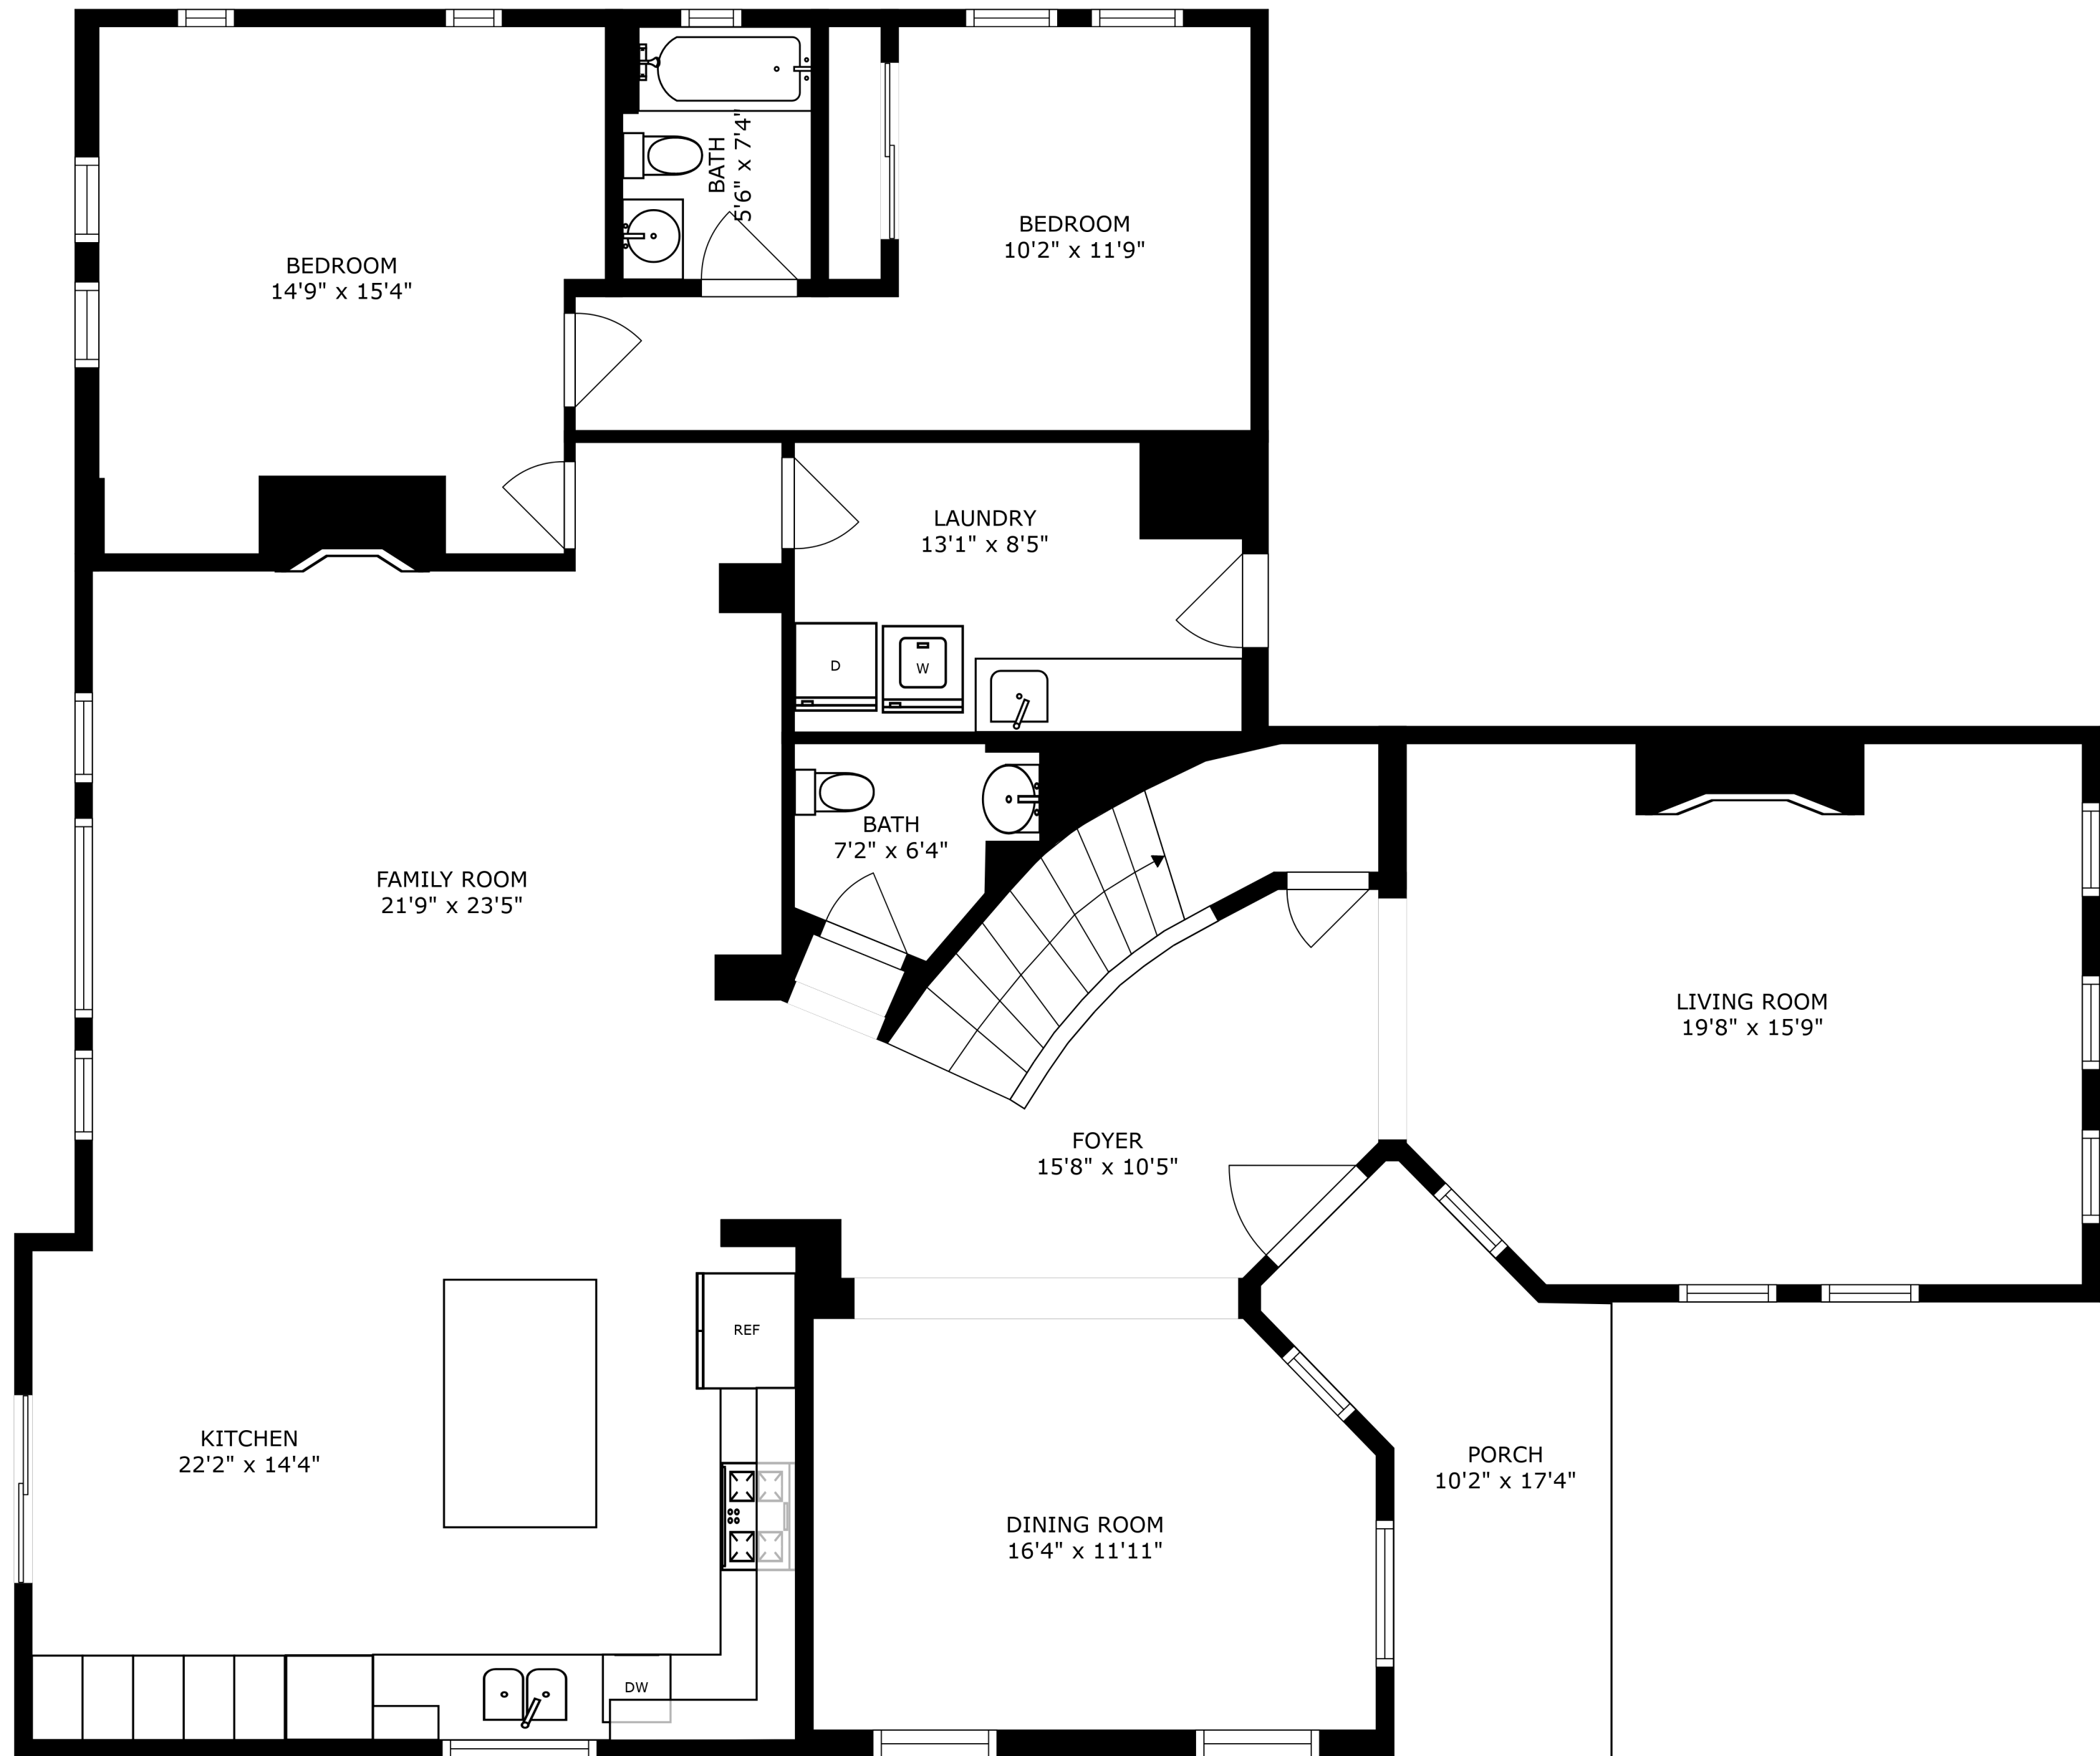 BATH
5'6" x 7'4"
BEDROOM
10'2" x 11'9"
BEDROOM
14'9" x 15'4"
LAUNDRY
13'1" x 8'5"
D
W
BATH
7'2" x 6'4"
FAMILY ROOM
21'9" x 23'5"
LIVING ROOM
19'8" x 15'9"
FOYER
15'8" x 10'5"
REF
KITCHEN
22'2" x 14'4"
PORCH
10'2" x 17'4"
DINING ROOM
16'4" x 11'11"
DW